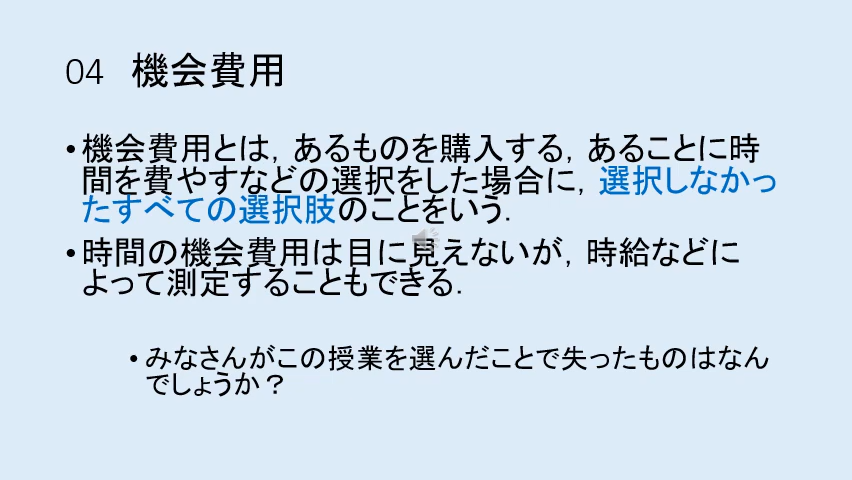 04　機会費用
• 機会費用とは，あるものを購入する，あることに時
間を費やすなどの選択をした場合に，選択しなかっ
たすべての選択肢のことをいう．
• 時間の機会費用は目に見えないが，時給などに
よって測定することもできる．
• みなさんがこの授業を選んだことで失ったものはなん
でしょうか？